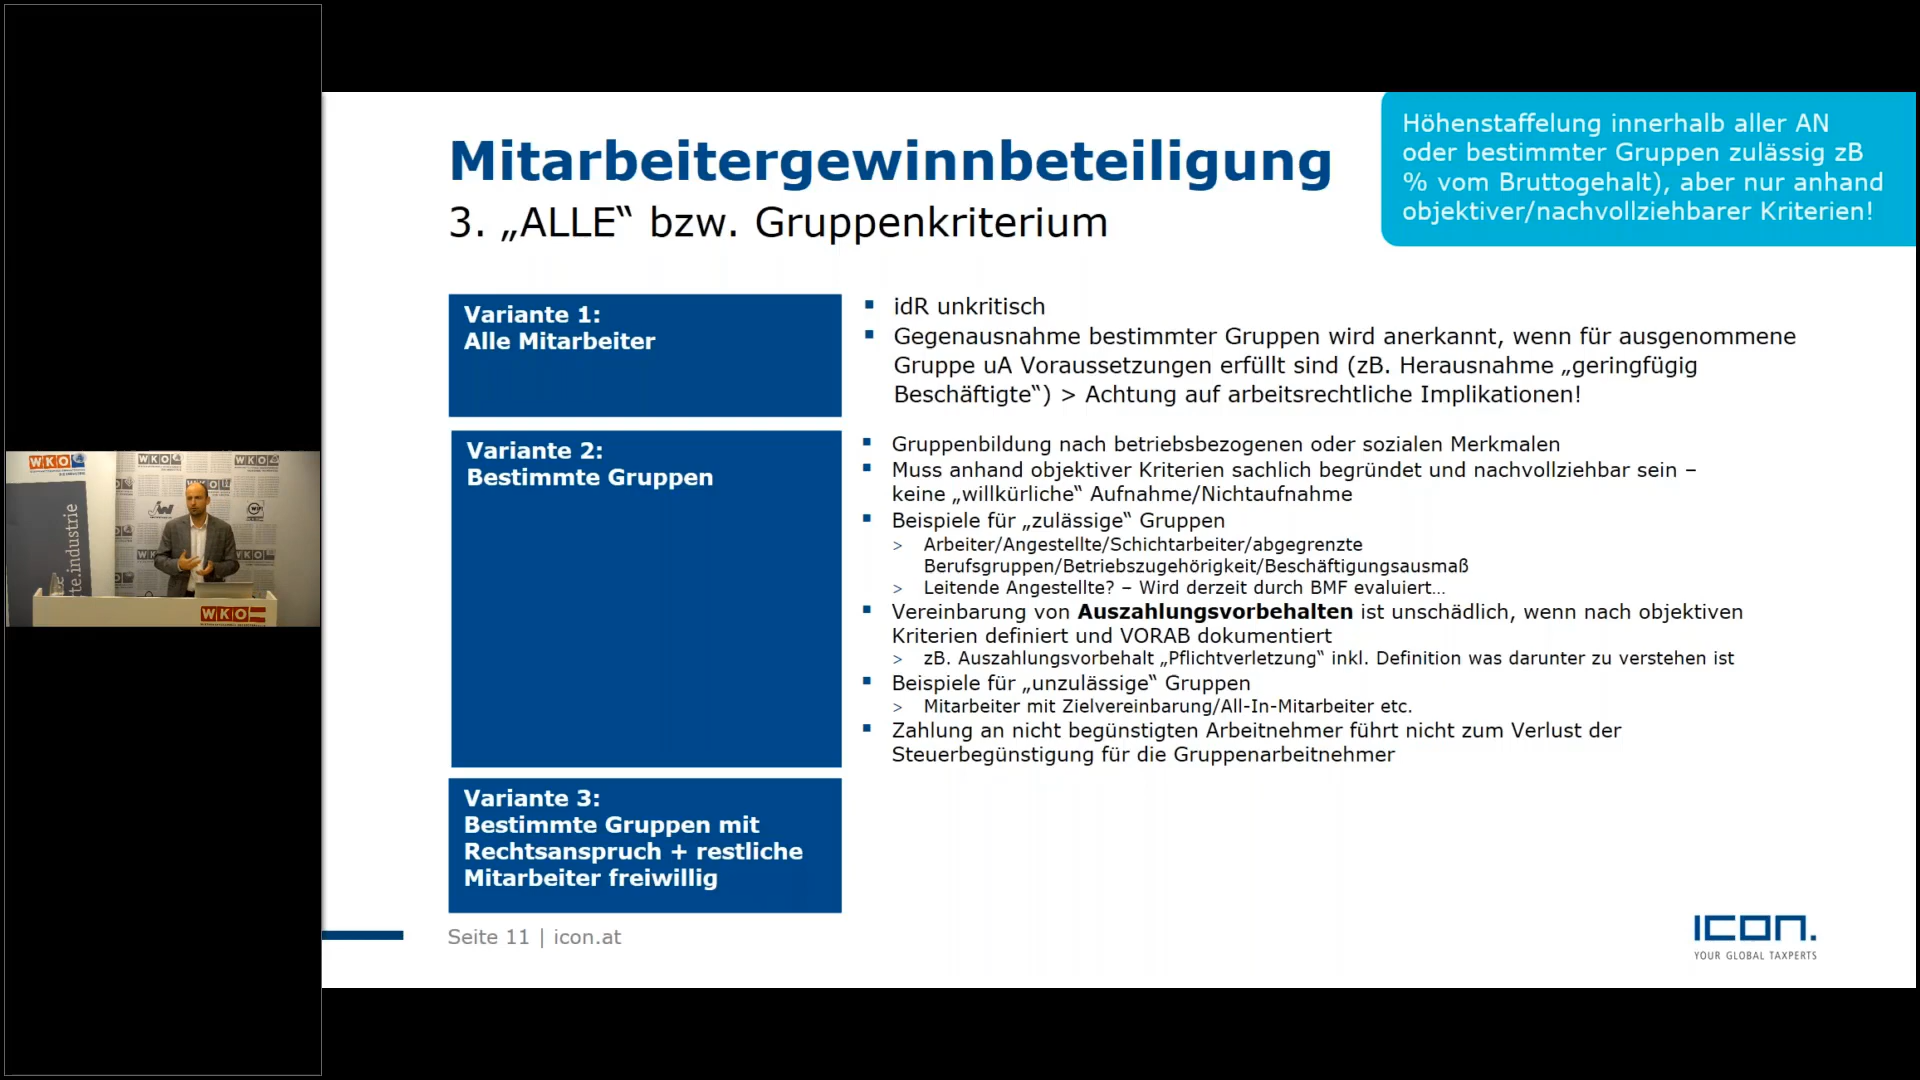 Mitarbeitergewinnbeteiligung
3. „ALLE“ bzw. Gruppenkriterium
Höhenstaffelung innerhalb aller AN
oder bestimmter Gruppen zulässig zB
% vom Bruttogehalt), aber nur anhand
objektiver/nachvollziehbarer Kriterien!
Variante 1:
Alle Mitarbeiter
▪ idR unkritisch
▪ Gegenausnahme bestimmter Gruppen wird anerkannt, wenn für ausgenommene
Gruppe uA Voraussetzungen erfüllt sind (zB. Herausnahme „geringfügig
Beschäftigte“) > Achtung auf arbeitsrechtliche Implikationen!
Variante 2:
Bestimmte Gruppen
▪ Gruppenbildung nach betriebsbezogenen oder sozialen Merkmalen
▪ Muss anhand objektiver Kriterien sachlich begründet und nachvollziehbar sein –
keine „willkürliche“ Aufnahme/Nichtaufnahme
▪ Beispiele für „zulässige“ Gruppen
> Arbeiter/Angestellte/Schichtarbeiter/abgegrenzte
Berufsgruppen/Betriebszugehörigkeit/Beschäftigungsausmaß
> Leitende Angestellte? – Wird derzeit durch BMF evaluiert…
▪ Vereinbarung von Auszahlungsvorbehalten ist unschädlich, wenn nach objektiven
Kriterien definiert und VORAB dokumentiert
> zB. Auszahlungsvorbehalt „Pflichtverletzung“ inkl. Definition was darunter zu verstehen ist
▪ Beispiele für „unzulässige“ Gruppen
> Mitarbeiter mit Zielvereinbarung/All-In-Mitarbeiter etc.
▪ Zahlung an nicht begünstigten Arbeitnehmer führt nicht zum Verlust der
Steuerbegünstigung für die Gruppenarbeitnehmer
Variante 3:
Bestimmte Gruppen mit
Rechtsanspruch + restliche
Mitarbeiter freiwillig
Seite 11 | icon.at
ICON.
YOUR GLOBAL TAXPERTS
WKO
WKO
WKO
te.industrie
WKO